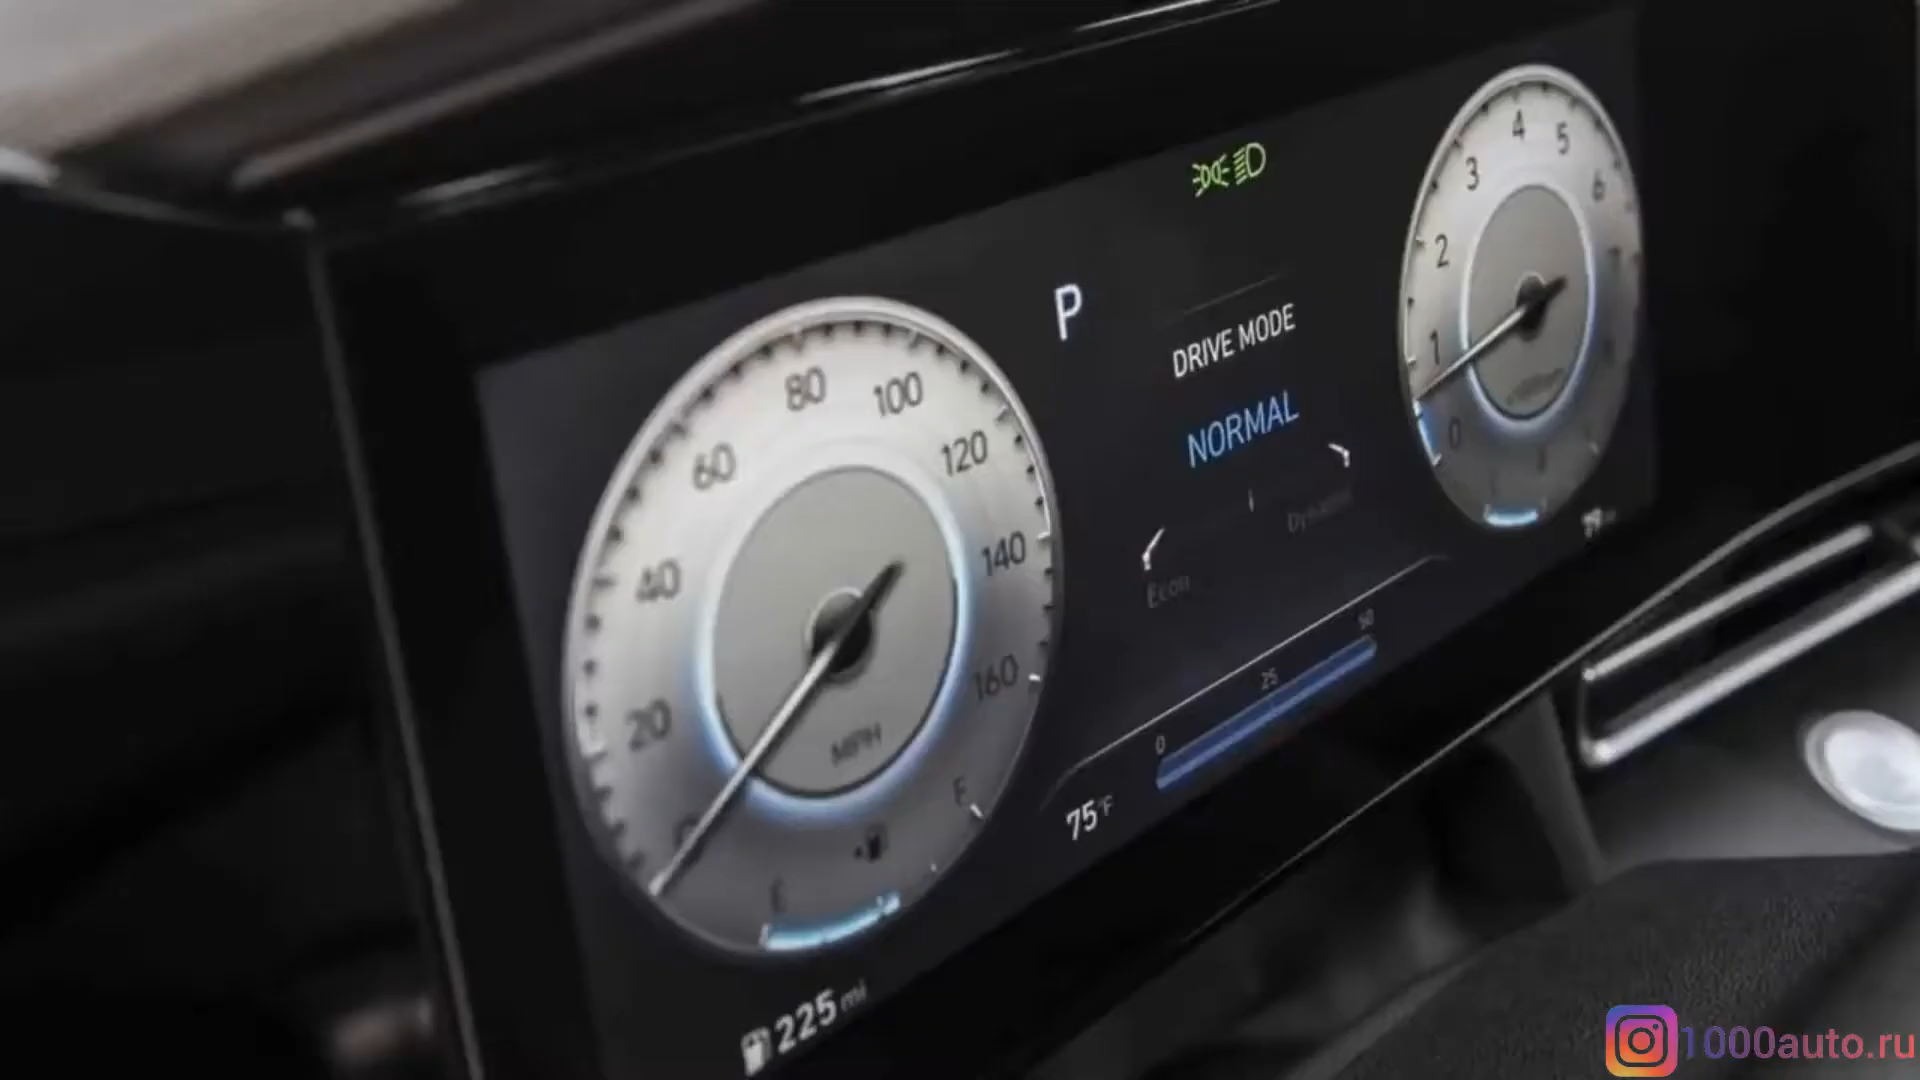 P
DRIVE MODE
NORMAL
Dynamic
Econ
0 25 50
75°F
0 20 40 60 80 100 120 140 160
MPH
E F
225 mi
0 1 2 3 4 5 6
1000auto.ru